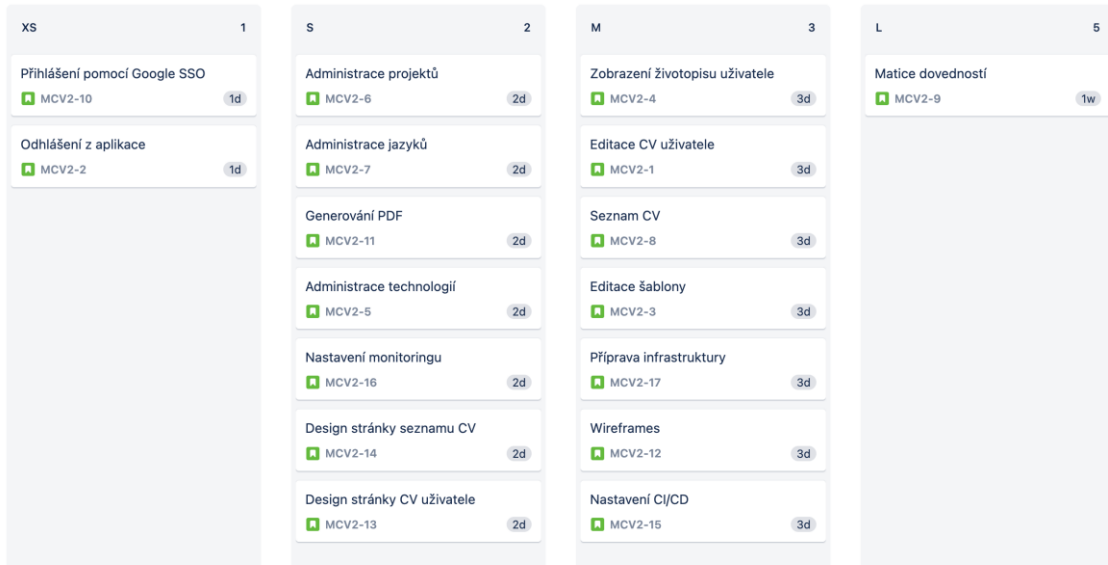 XS 1
Přihlášení pomocí Google SSO
MCV2-10 1d
Odhlášení z aplikace
MCV2-2 1d
S 2
Administrace projektů
MCV2-6 2d
Administrace jazyků
MCV2-7 2d
Generování PDF
MCV2-11 2d
Administrace technologií
MCV2-5 2d
Nastavení monitoringu
MCV2-16 2d
Design stránky seznamu CV
MCV2-14 2d
Design stránky CV uživatele
MCV2-13 2d
M 3
Zobrazení životopisu uživatele
MCV2-4 3d
Editace CV uživatele
MCV2-1 3d
Seznam CV
MCV2-8 3d
Editace šablony
MCV2-3 3d
Příprava infrastruktury
MCV2-17 3d
Wireframes
MCV2-12 3d
Nastavení CI/CD
MCV2-15 3d
L 5
Matice dovedností
MCV2-9 1w